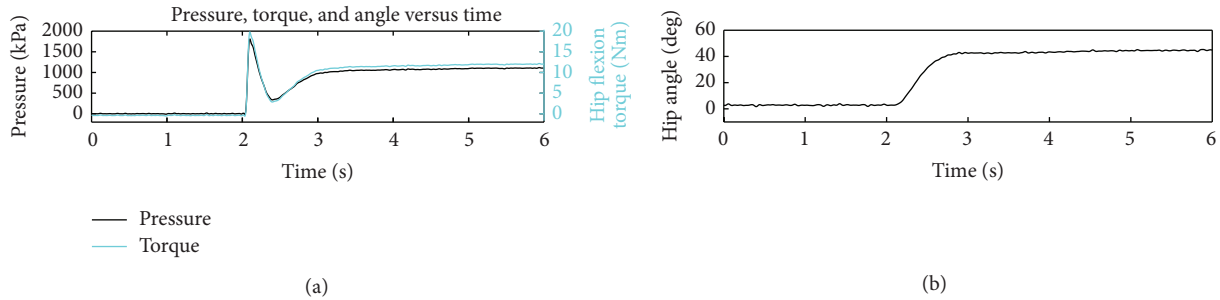 Pressure, torque, and angle versus time
Pressure (kPa)
2000
1500
1000
500
0
20
15
10
5
0
Hip flexion
torque (Nm)
0 1 2 3 4 5 6
Time (s)
Pressure
Torque
(a)
Hip angle (deg)
60
40
20
0
0 1 2 3 4 5 6
Time (s)
(b)